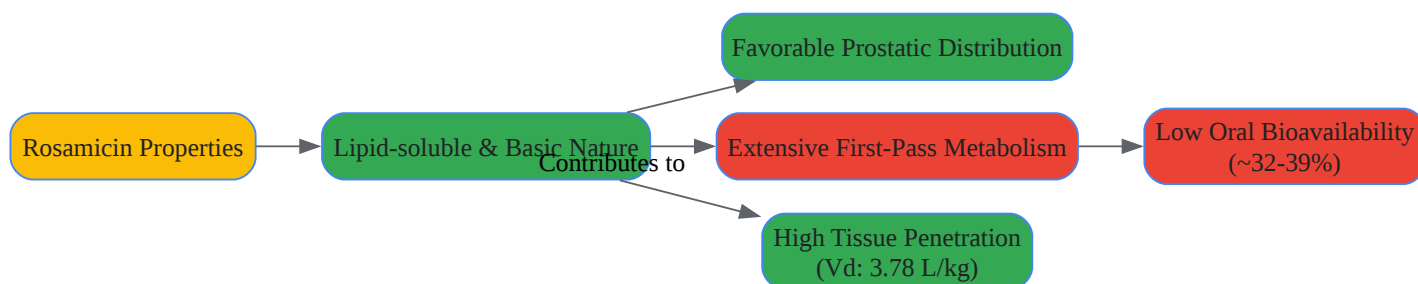 Favorable Prostatic Distribution
Rosamicin Properties
Lipid-soluble & Basic Nature
Contributes to
Extensive First-Pass Metabolism
Low Oral Bioavailability
(~32-39%)
High Tissue Penetration
(Vd: 3.78 L/kg)